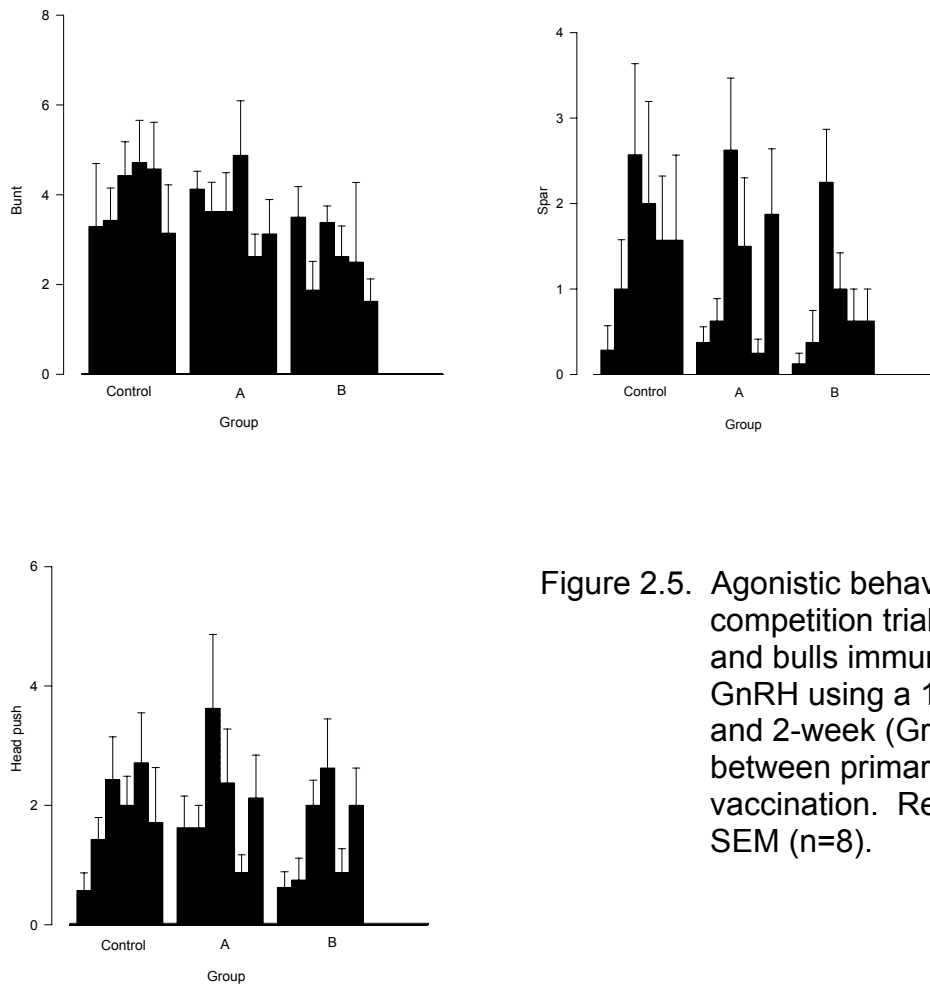 8
6
4
2
0
Bunt
Control A B
Group
4
3
2
1
0
Spar
Control A B
Group
6
4
2
0
Head push
Control A B
Group
Figure 2.5. Agonistic behav
competition trial
and bulls immur
GnRH using a 1
and 2-week (Gr
between primar
vaccination. Re
SEM (n=8).